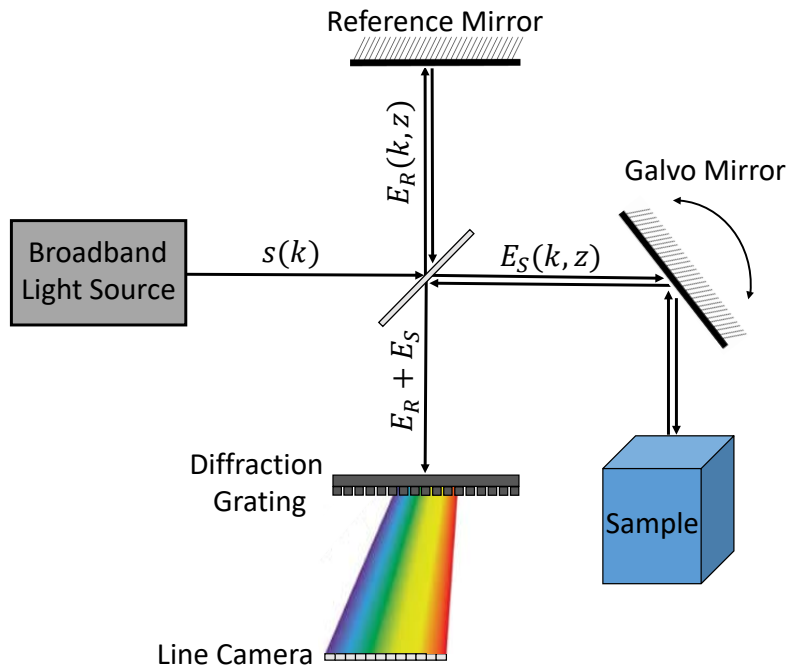 Reference Mirror
E_R(k, z)
Galvo Mirror
Broadband
Light Source
s(k)
E_S(k, z)
E_R + E_S
Diffraction
Grating
Sample
Line Camera